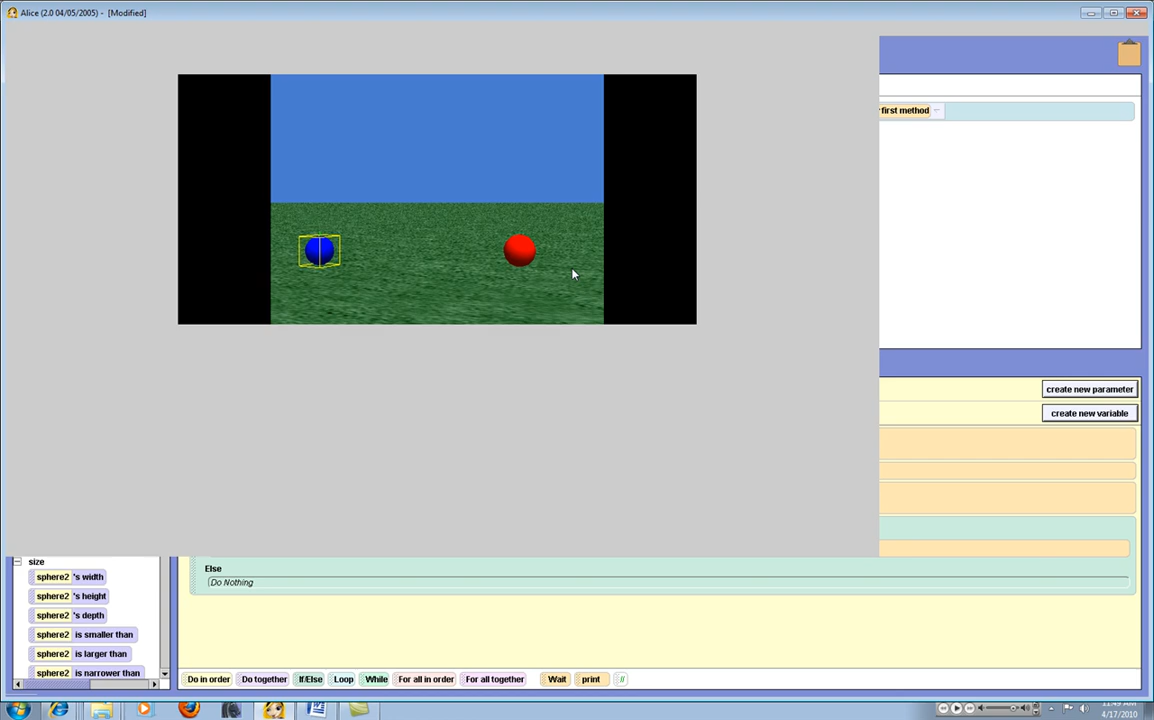 Alice (2.0 04/05/2005) - [Modified]
first method
create new parameter
create new variable
size
sphere2 's width
sphere2 's height
sphere2 's depth
sphere2 is smaller than
sphere2 is larger than
sphere2 is narrower than
Else
(Do Nothing
Do in order
Do together
If/Else
Loop
While
For all in order
For all together
Wait
print
//
4/17/2010